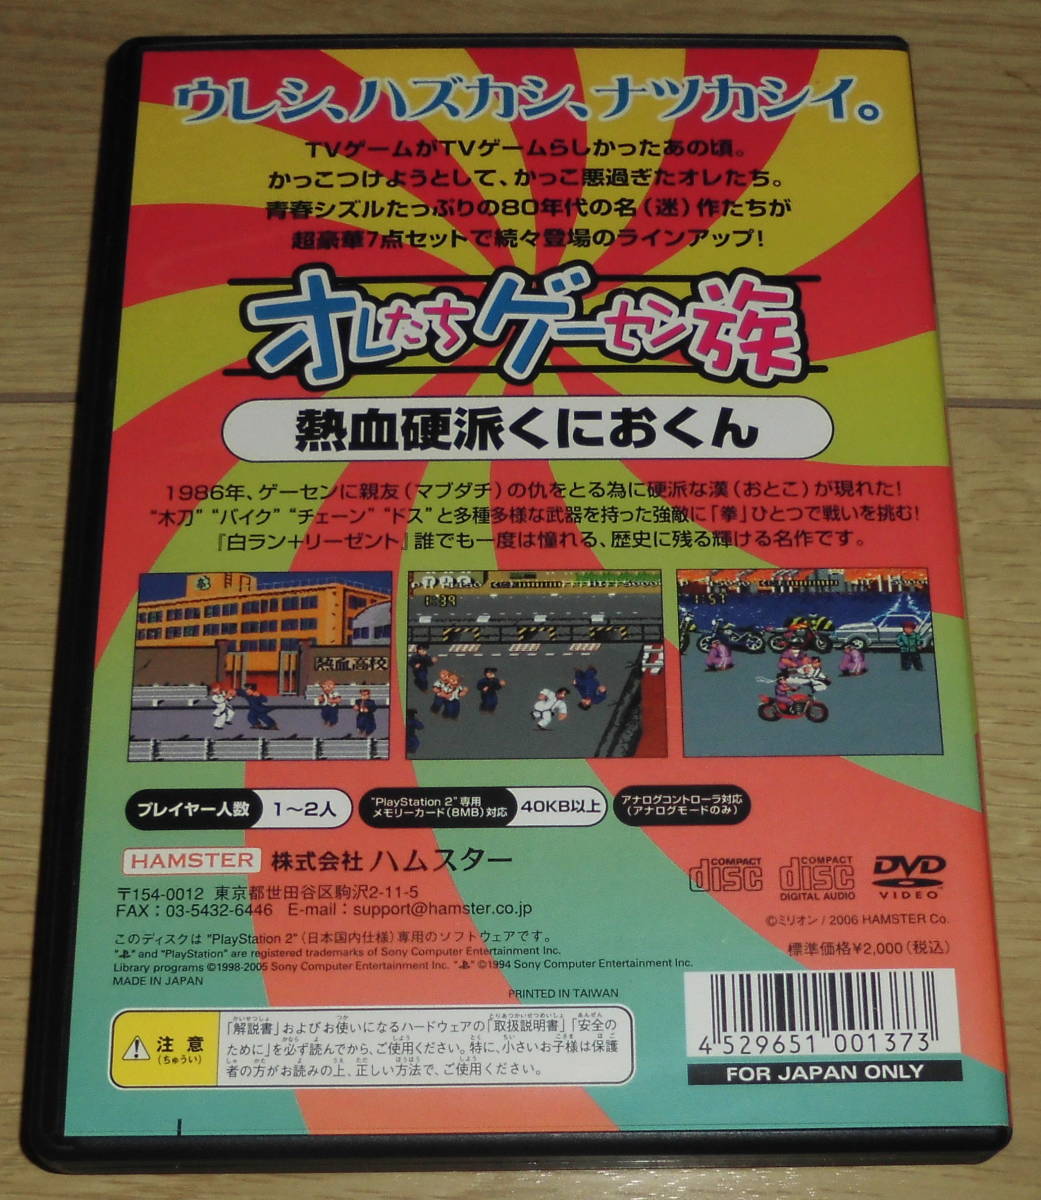 ウレシ、ハズカシ、ナツカシイ。
TVゲームがTVゲームらしかったあの頃。
かっこつけようとして、かっこ悪過ぎたオレたち。
青春シズルたっぷりの80年代の名（迷）作たちが
超豪華7点セットで続々登場のラインアップ！
オレたちゲーセン族
熱血硬派くにおくん
1986年、ゲーセンに親友（マブダチ）の仇をとる為に硬派な漢（おとこ）が現れた！
“木刀”“バイク”“チェーン”“ドス”と多種多様な武器を持った強敵に「拳」ひとつで戦いを挑む！
『白ラン＋リーゼント』誰でも一度は憧れる、歴史に残る輝ける名作です。
熱血高校
1:39
1:57
プレイヤー人数 1〜2人
"PlayStation 2"専用
メモリーカード（8MB）対応 40KB以上
アナログコントローラ対応
（アナログモードのみ）
HAMSTER 株式会社 ハムスター
〒154-0012 東京都世田谷区駒沢2-11-5
FAX：03-5432-6446 E-mail：support@hamster.co.jp
COMPACT disc
COMPACT disc DIGITAL AUDIO
DVD VIDEO
©ミリオン / 2006 HAMSTER Co.
標準価格¥2,000（税込）
このディスクは "PlayStation 2"（日本国内仕様）専用のソフトウェアです。
" " and "PlayStation" are registered trademarks of Sony Computer Entertainment Inc.
Library programs ©1998-2005 Sony Computer Entertainment Inc. " " ©1994 Sony Computer Entertainment Inc.
MADE IN JAPAN
PRINTED IN TAIWAN
注意
（ちゅうい）
「解説書」およびお使いになるハードウェアの「取扱説明書」「安全の
ために」を必ず読んでから、ご使用ください。特に、小さいお子様は保護
者の方がお読みの上、正しい方法で、ご使用ください。
4 529651 001373
FOR JAPAN ONLY